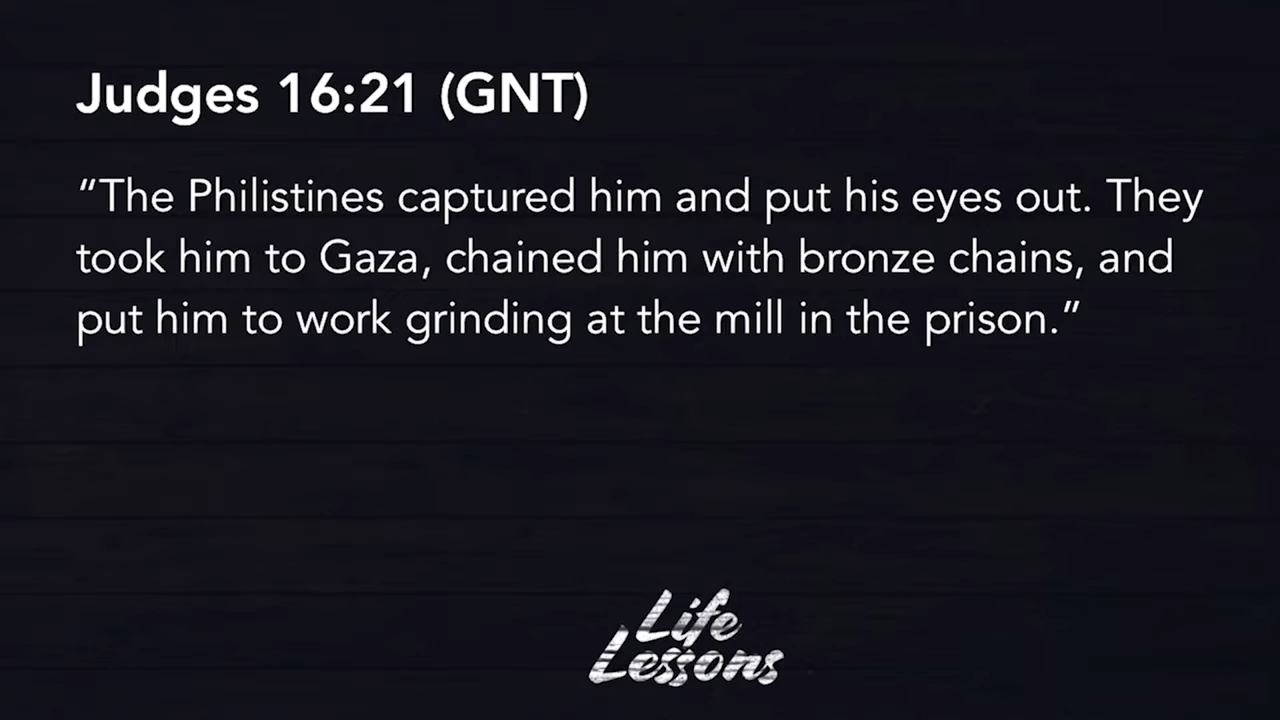 Judges 16:21 (GNT)
“The Philistines captured him and put his eyes out. They
took him to Gaza, chained him with bronze chains, and
put him to work grinding at the mill in the prison.”
Life
Lessons